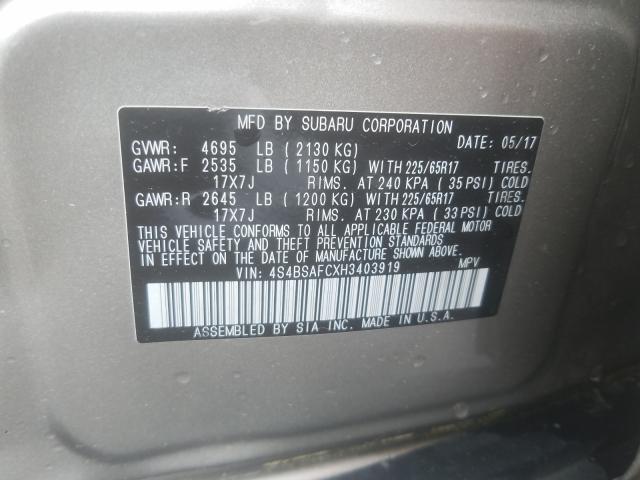 MFD BY SUBARU CORPORATION
GVWR: 4695 LB ( 2130 KG) DATE: 05/17
GAWR:F 2535 LB ( 1150 KG) WITH 225/65R17 TIRES.
17X7J RIMS. AT 240 KPA ( 35 PSI) COLD
GAWR:R 2645 LB ( 1200 KG) WITH 225/65R17 TIRES.
17X7J RIMS. AT 230 KPA ( 33 PSI) COLD
THIS VEHICLE CONFORMS TO ALL APPLICABLE FEDERAL MOTOR
VEHICLE SAFETY AND THEFT PREVENTION STANDARDS
IN EFFECT ON THE DATE OF MANUFACTURE SHOWN ABOVE.
VIN: 4S4BSAFCXH3403919 MPV
ASSEMBLED BY SIA INC. MADE IN U.S.A.